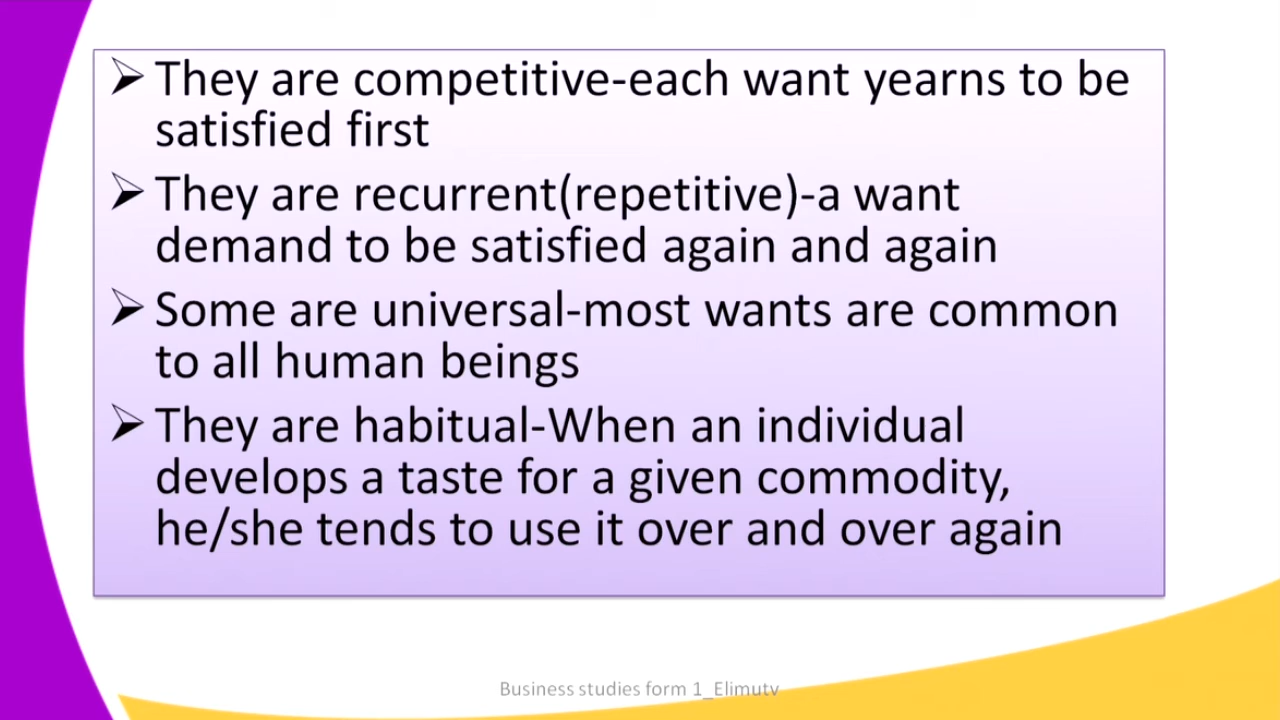 ➢ They are competitive-each want yearns to be
satisfied first
➢ They are recurrent(repetitive)-a want
demand to be satisfied again and again
➢ Some are universal-most wants are common
to all human beings
➢ They are habitual-When an individual
develops a taste for a given commodity,
he/she tends to use it over and over again
Business studies form 1_Elimutv